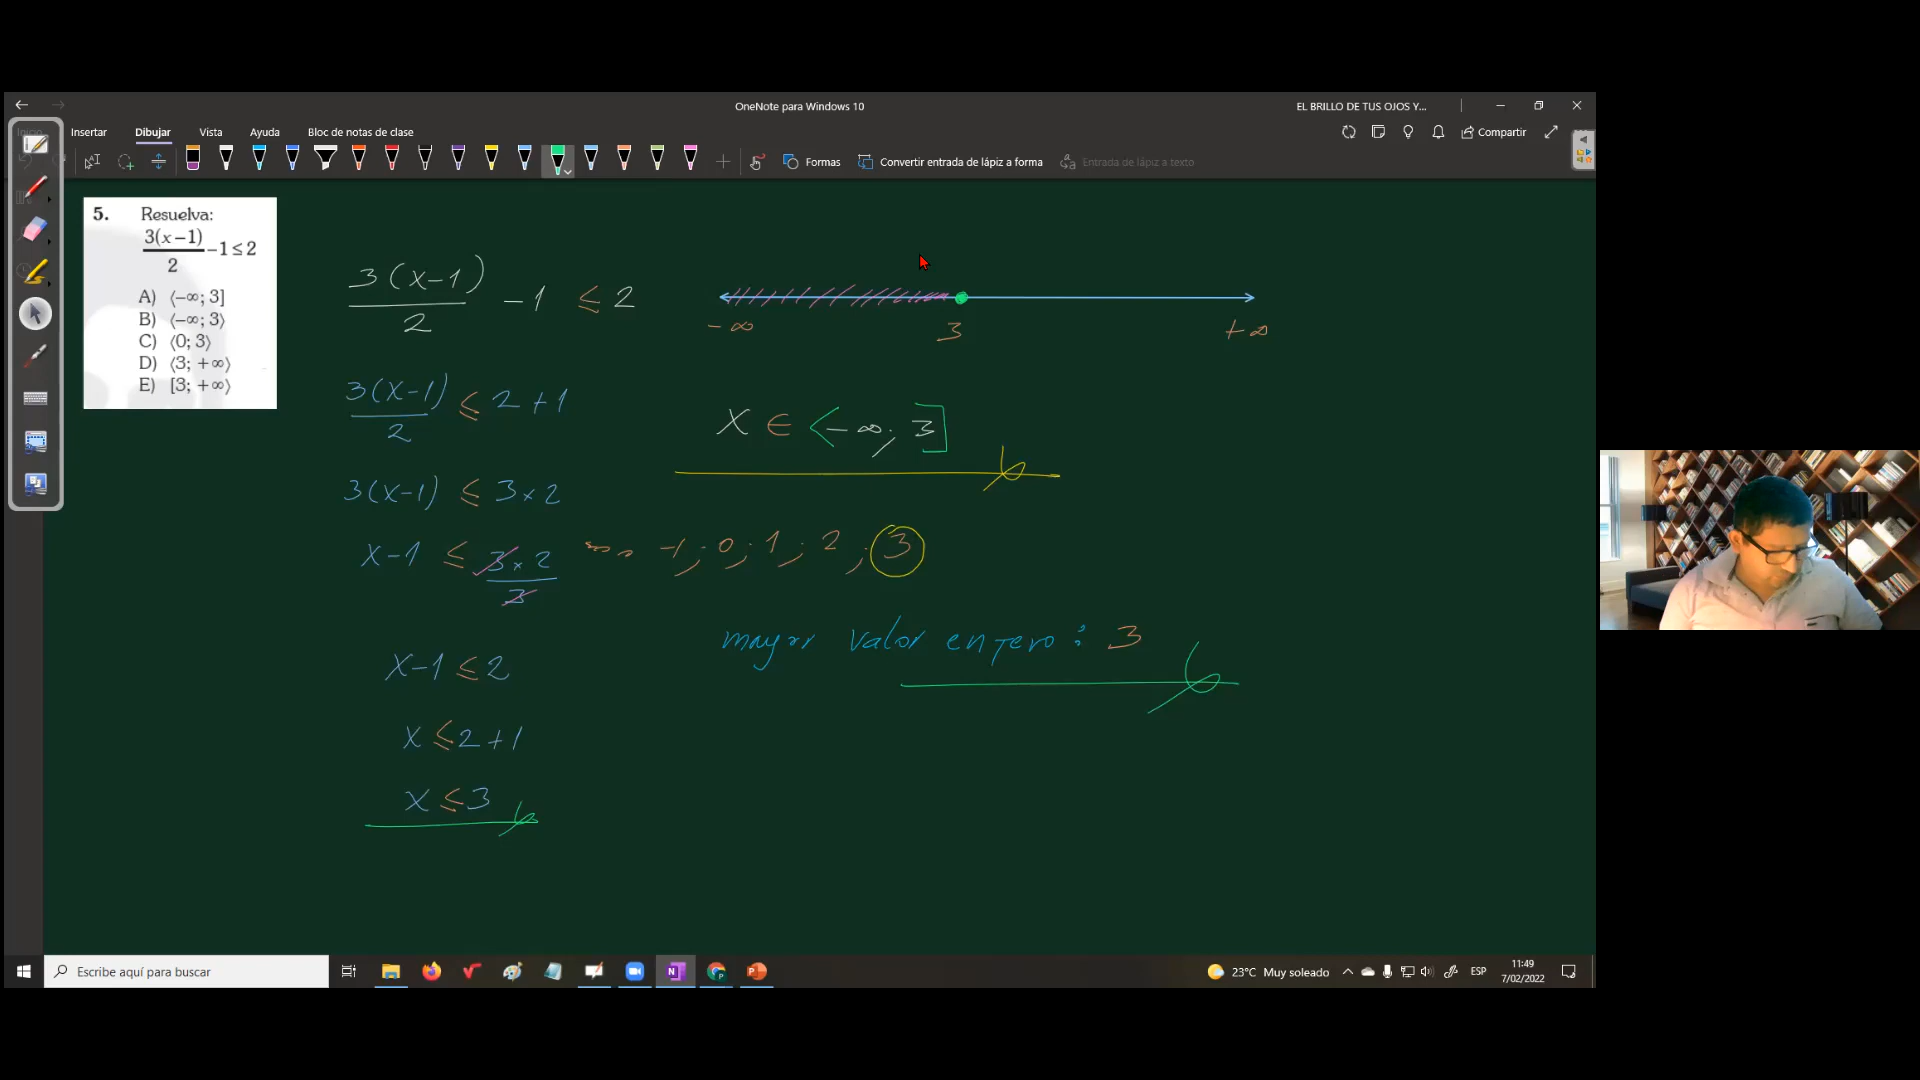 OneNote para Windows 10
EL BRILLO DE TUS OJOS Y...
Insertar Dibujar Vista Ayuda Bloc de notas de clase
Compartir
Formas Convertir entrada de lápiz a forma Entrada de lápiz a texto
5. Resuelva:
3(x−1)/2 −1 ≤ 2
A) ⟨−∞; 3]
B) ⟨−∞; 3⟩
C) ⟨0; 3⟩
D) ⟨3; +∞⟩
E) [3; +∞⟩
3(x−1)/2 − 1 ≤ 2
3(x−1)/2 ≤ 2+1
3(x−1) ≤ 3×2
x−1 ≤ 3×2/3
x−1 ≤ 2
x ≤ 2+1
x ≤ 3
−∞ 3 +∞
x ∈ ⟨−∞; 3]
-1; 0; 1; 2; 3
mayor valor entero: 3
Escribe aquí para buscar
23°C Muy soleado
ESP
11:49
7/02/2022